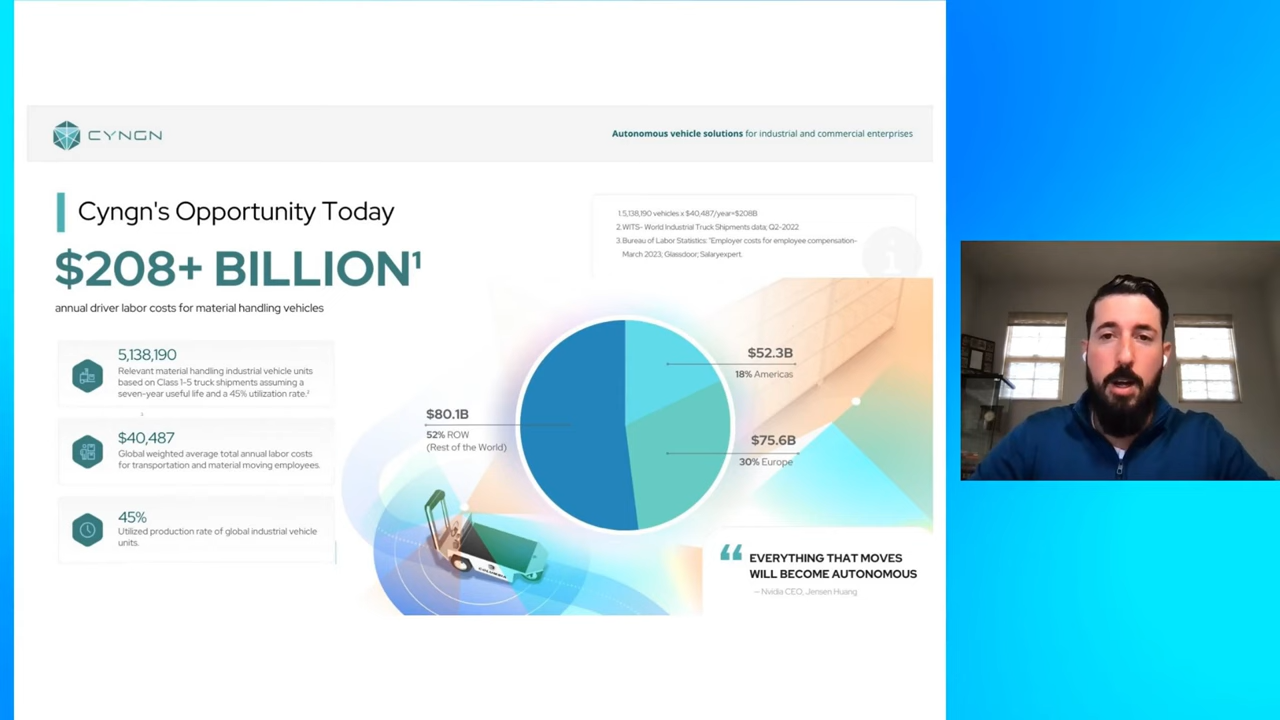 CYNGN
Autonomous vehicle solutions for industrial and commercial enterprises
Cyngn's Opportunity Today
$208+ BILLION¹
annual driver labor costs for material handling vehicles
1.5,138,190 vehicles x $40,487/year=$208B
2.WITS- World Industrial Truck Shipments data; Q2-2022
3.Bureau of Labor Statistics: "Employer costs for employee compensation-
March 2023; Glassdoor; Salaryexpert.
5,138,190
Relevant material handling industrial vehicle units
based on Class 1-5 truck shipments assuming a
seven-year useful life and a 45% utilization rate.²
$40,487
Global weighted average total annual labor costs
for transportation and material moving employees.
45%
Utilized production rate of global industrial vehicle
units.
$52.3B
18% Americas
$80.1B
52% ROW
(Rest of the World)
$75.6B
30% Europe
COLUMBIA
EVERYTHING THAT MOVES
WILL BECOME AUTONOMOUS
— Nvidia CEO, Jensen Huang